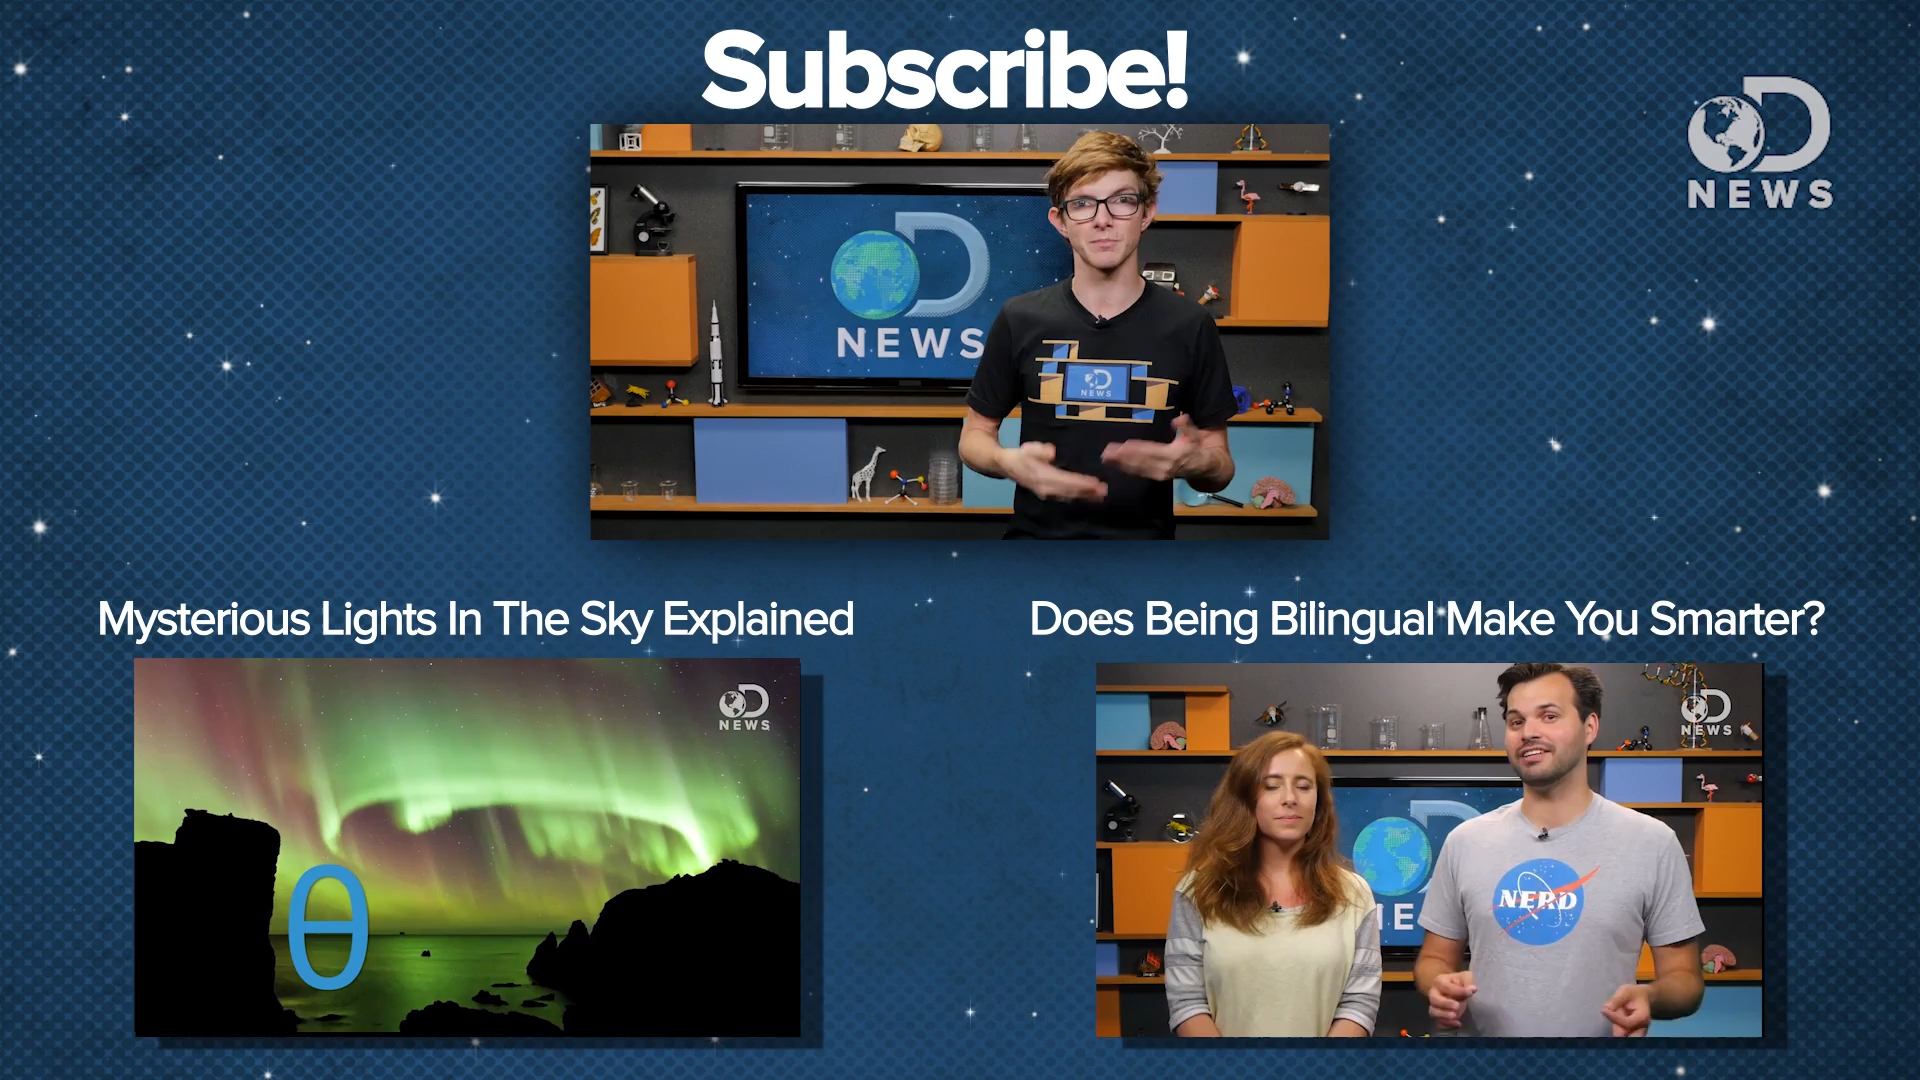 Subscribe!
NEWS
NEWS
NEWS
Mysterious Lights In The Sky Explained
Does Being Bilingual Make You Smarter?
NEWS
θ
NEWS
NERD